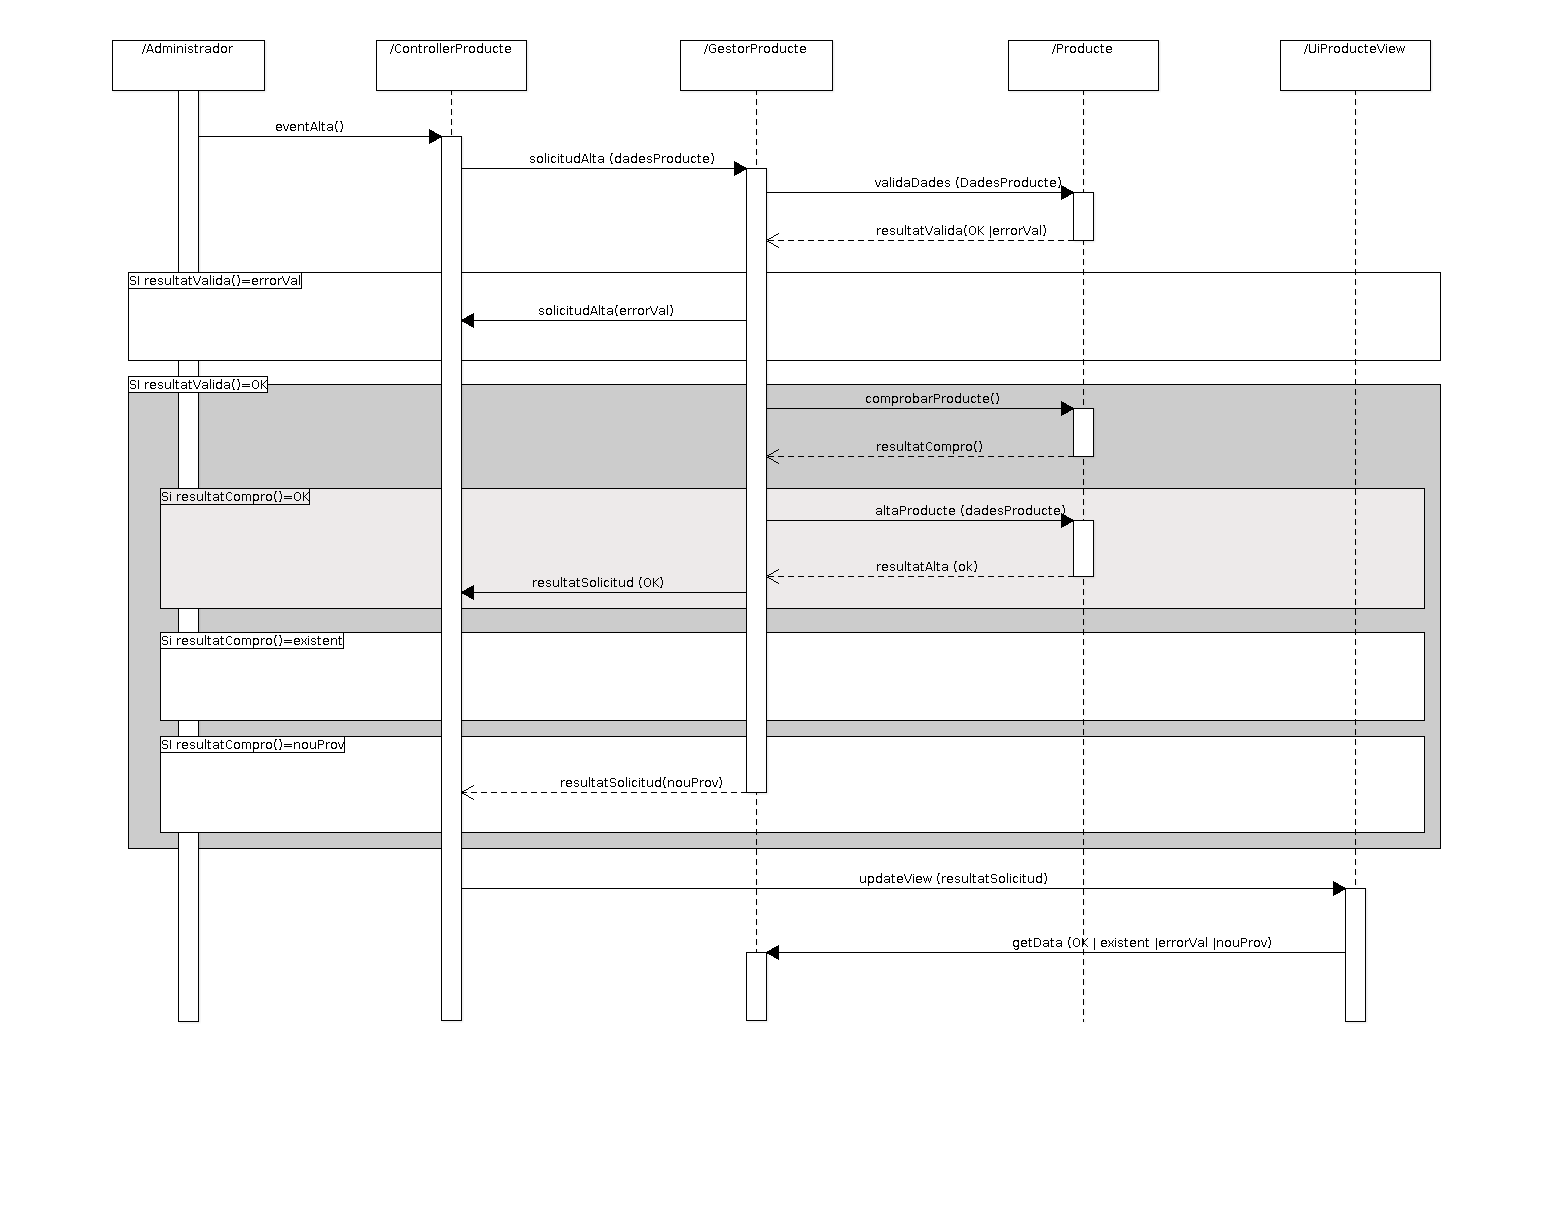 /Administrador
/ControllerProducte
/GestorProducte
/Producte
/UiProducteView
eventAlta()
solicitudAlta (dadesProducte)
validaDades (DadesProducte)
resultatValida(OK |errorVal)
SI resultatValida()=errorVal
solicitudAlta(errorVal)
SI resultatValida()=OK
comprobarProducte()
resultatCompro()
Si resultatCompro()=OK
altaProducte (dadesProducte)
resultatAlta (ok)
resultatSolicitud (OK)
Si resultatCompro()=existent
SI resultatCompro()=nouProv
resultatSolicitud(nouProv)
updateView (resultatSolicitud)
getData (OK | existent |errorVal |nouProv)